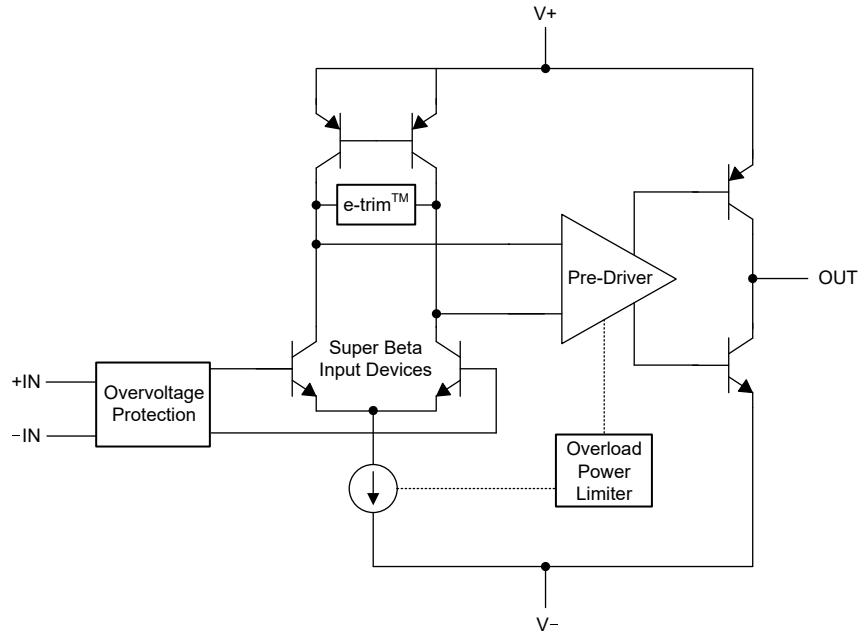 V+
e-trim™
Pre-Driver
OUT
Super Beta
Input Devices
+IN
Overvoltage
Protection
−IN
Overload
Power
Limiter
V−